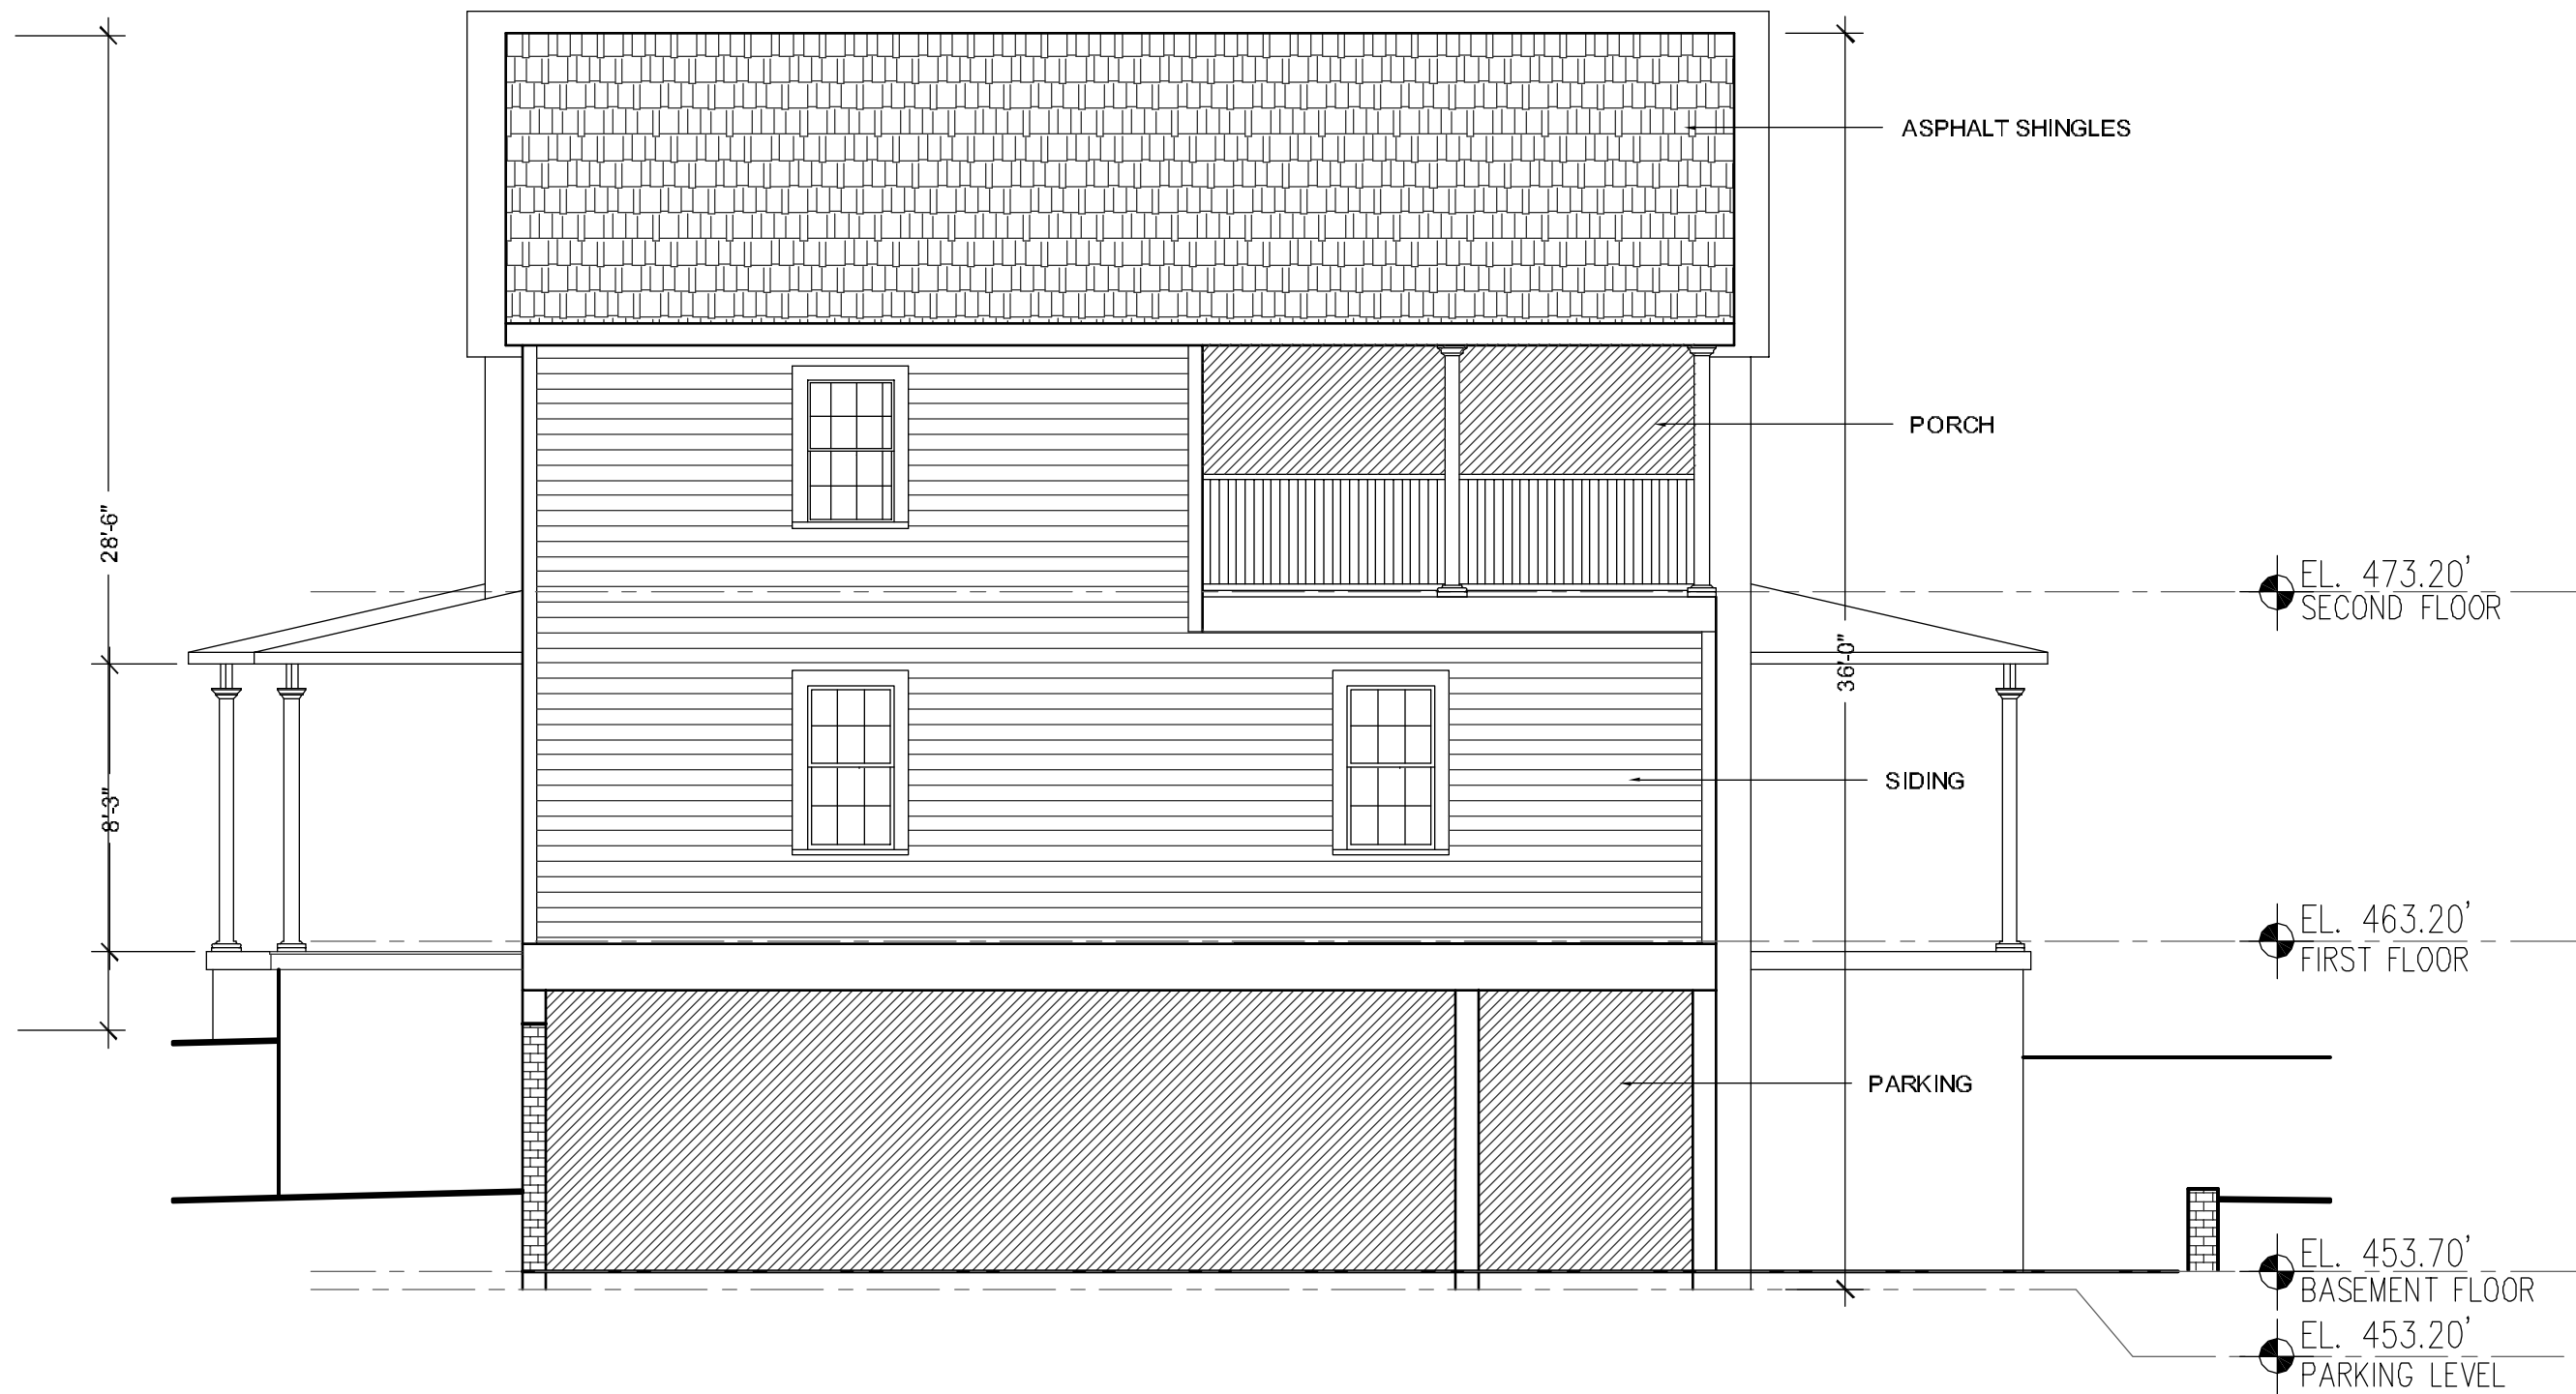 ASPHALT SHINGLES
PORCH
28'-6"
EL. 473.20'
SECOND FLOOR
36'-0"
SIDING
8'-3"
EL. 463.20'
FIRST FLOOR
PARKING
EL. 453.70'
BASEMENT FLOOR
EL. 453.20'
PARKING LEVEL